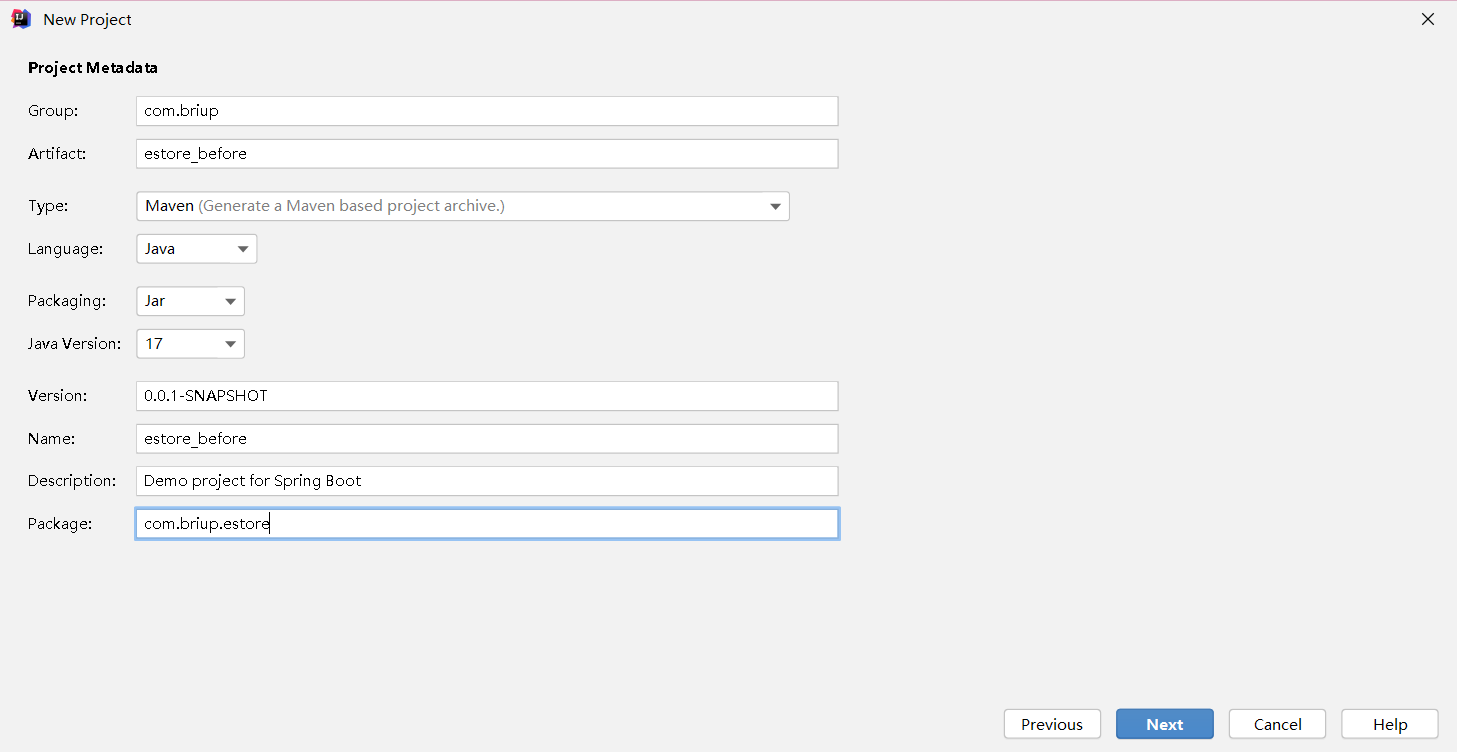 New Project
Project Metadata
Group: com.briup
Artifact: estore_before
Type: Maven (Generate a Maven based project archive.)
Language: Java
Packaging: Jar
Java Version: 17
Version: 0.0.1-SNAPSHOT
Name: estore_before
Description: Demo project for Spring Boot
Package: com.briup.estore
Previous Next Cancel Help